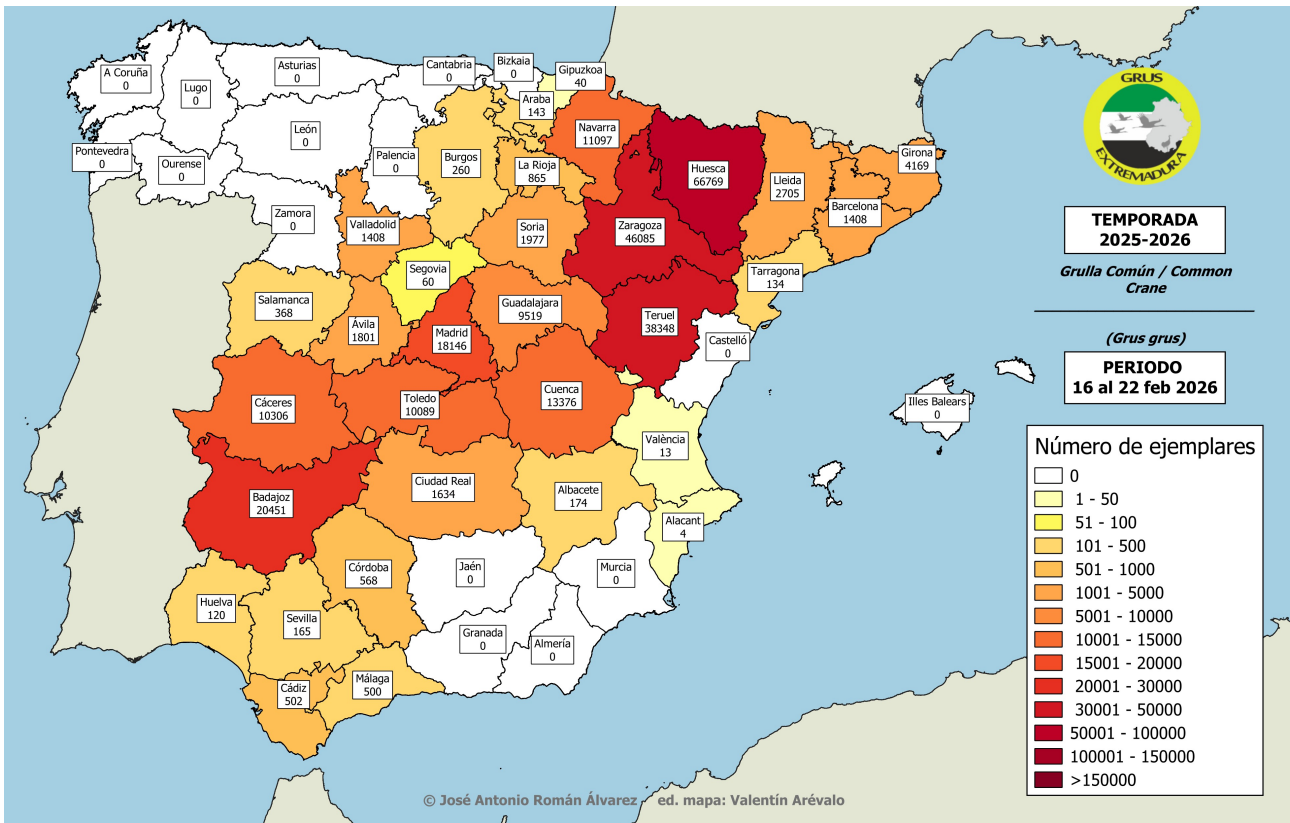 A Coruña
0
Lugo
0
Asturias
0
Cantabria
0
Bizkaia
0
Gipuzkoa
40
Araba
143
Navarra
11097
León
0
Palencia
0
Burgos
260
La Rioja
865
Huesca
66769
Lleida
2705
Girona
4169
Pontevedra
0
Ourense
0
Zamora
0
Valladolid
1408
Soria
1977
Zaragoza
46085
Barcelona
1408
Tarragona
134
Segovia
60
Salamanca
368
Ávila
1801
Madrid
18146
Guadalajara
9519
Teruel
38348
Castelló
0
Cáceres
10306
Toledo
10089
Cuenca
13376
València
13
Illes Balears
0
Badajoz
20451
Ciudad Real
1634
Albacete
174
Alacant
4
Córdoba
568
Jaén
0
Murcia
0
Huelva
120
Sevilla
165
Granada
0
Almería
0
Cádiz
502
Málaga
500
GRUS
EXTREMADURA
TEMPORADA
2025-2026
Grulla Común / Common
Crane
(Grus grus)
PERIODO
16 al 22 feb 2026
Número de ejemplares
0
1 - 50
51 - 100
101 - 500
501 - 1000
1001 - 5000
5001 - 10000
10001 - 15000
15001 - 20000
20001 - 30000
30001 - 50000
50001 - 100000
100001 - 150000
>150000
© José Antonio Román Álvarez ed. mapa: Valentín Arévalo